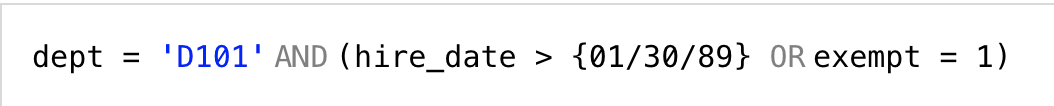 dept = 'D101' AND (hire_date > {01/30/89} OR exempt = 1)